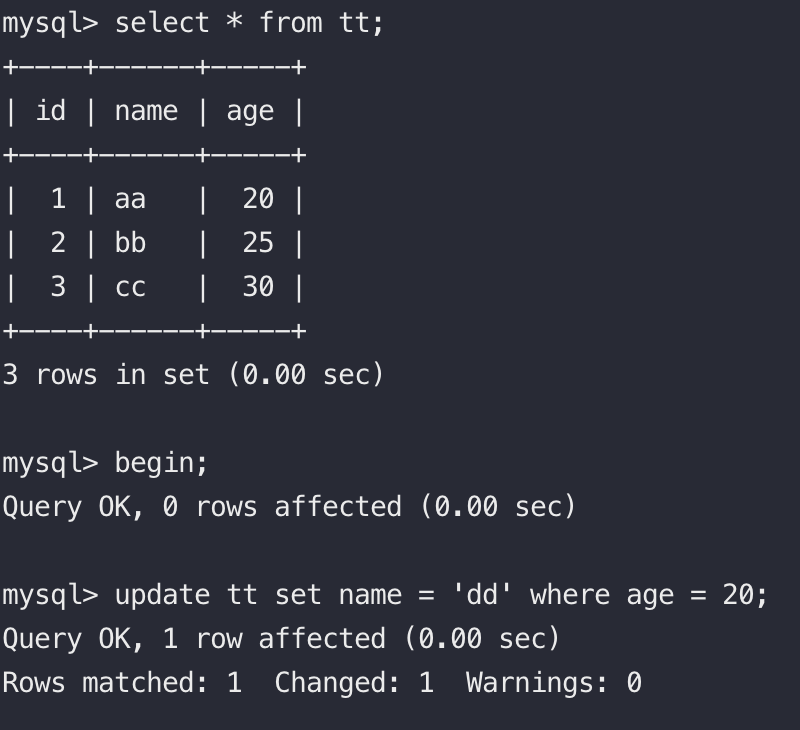 mysql> select * from tt;
+----+------+-----+
| id | name | age |
+----+------+-----+
|  1 | aa   |  20 |
|  2 | bb   |  25 |
|  3 | cc   |  30 |
+----+------+-----+
3 rows in set (0.00 sec)

mysql> begin;
Query OK, 0 rows affected (0.00 sec)

mysql> update tt set name = 'dd' where age = 20;
Query OK, 1 row affected (0.00 sec)
Rows matched: 1  Changed: 1  Warnings: 0